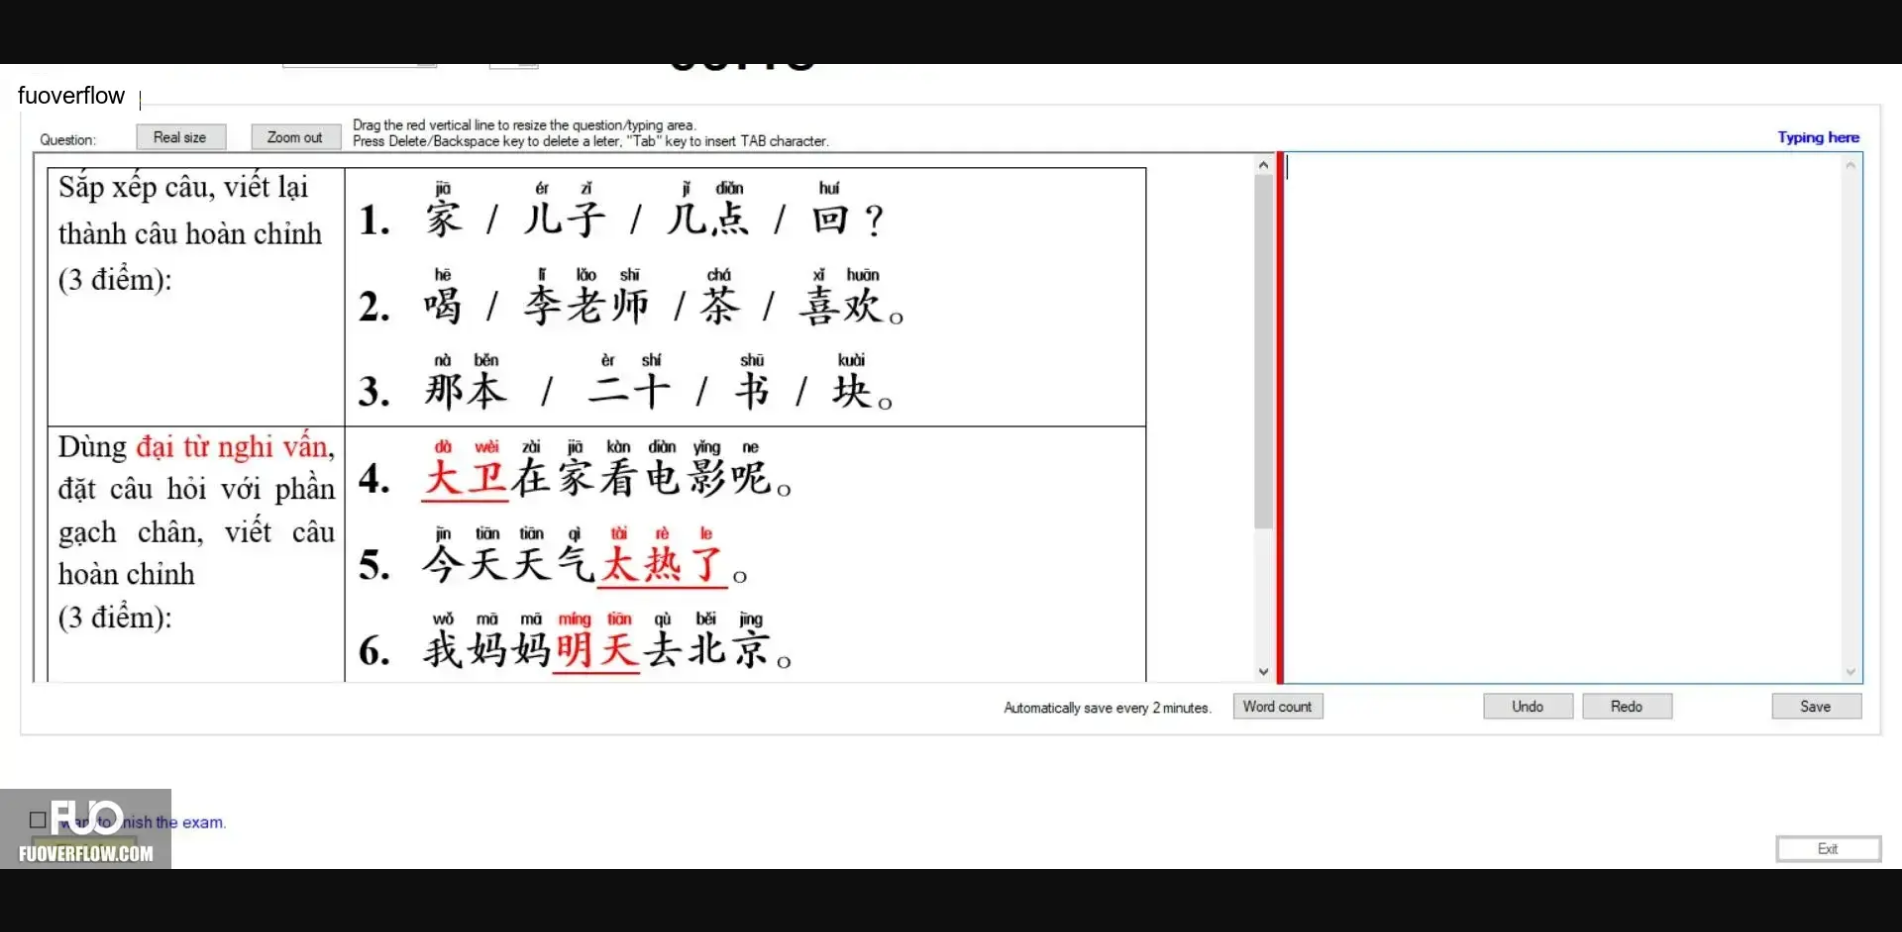 fuoverflow
Question:
Real size
Zoom out
Drag the red vertical line to resize the question/typing area.
Press Delete/Backspace key to delete a leter, "Tab" key to insert TAB character.
Typing here
Sắp xếp câu, viết lại
thành câu hoàn chỉnh
(3 điểm):
jiā ér zǐ jǐ diǎn huí
1. 家 / 儿子 / 几点 / 回?
hē lǐ lǎo shī chá xǐ huān
2. 喝 / 李老师 / 茶 / 喜欢。
nà běn èr shí shū kuài
3. 那本 / 二十 / 书 / 块。
Dùng đại từ nghi vấn,
đặt câu hỏi với phần
gạch chân, viết câu
hoàn chỉnh
(3 điểm):
dà wèi zài jiā kàn diàn yǐng ne
4. 大卫在家看电影呢。
jīn tiān tiān qì tài rè le
5. 今天天气太热了。
wǒ mā mā míng tiān qù běi jīng
6. 我妈妈明天去北京。
Automatically save every 2 minutes.
Word count
Undo
Redo
Save
FUO
nish the exam.
FUOVERFLOW.COM
Exit